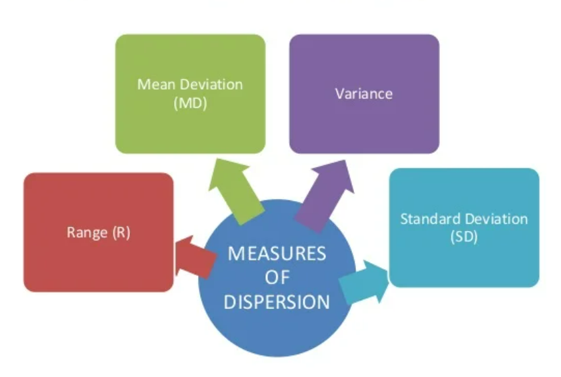 Mean Deviation
(MD)
Variance
Range (R)
Standard Deviation
(SD)
MEASURES
OF
DISPERSION